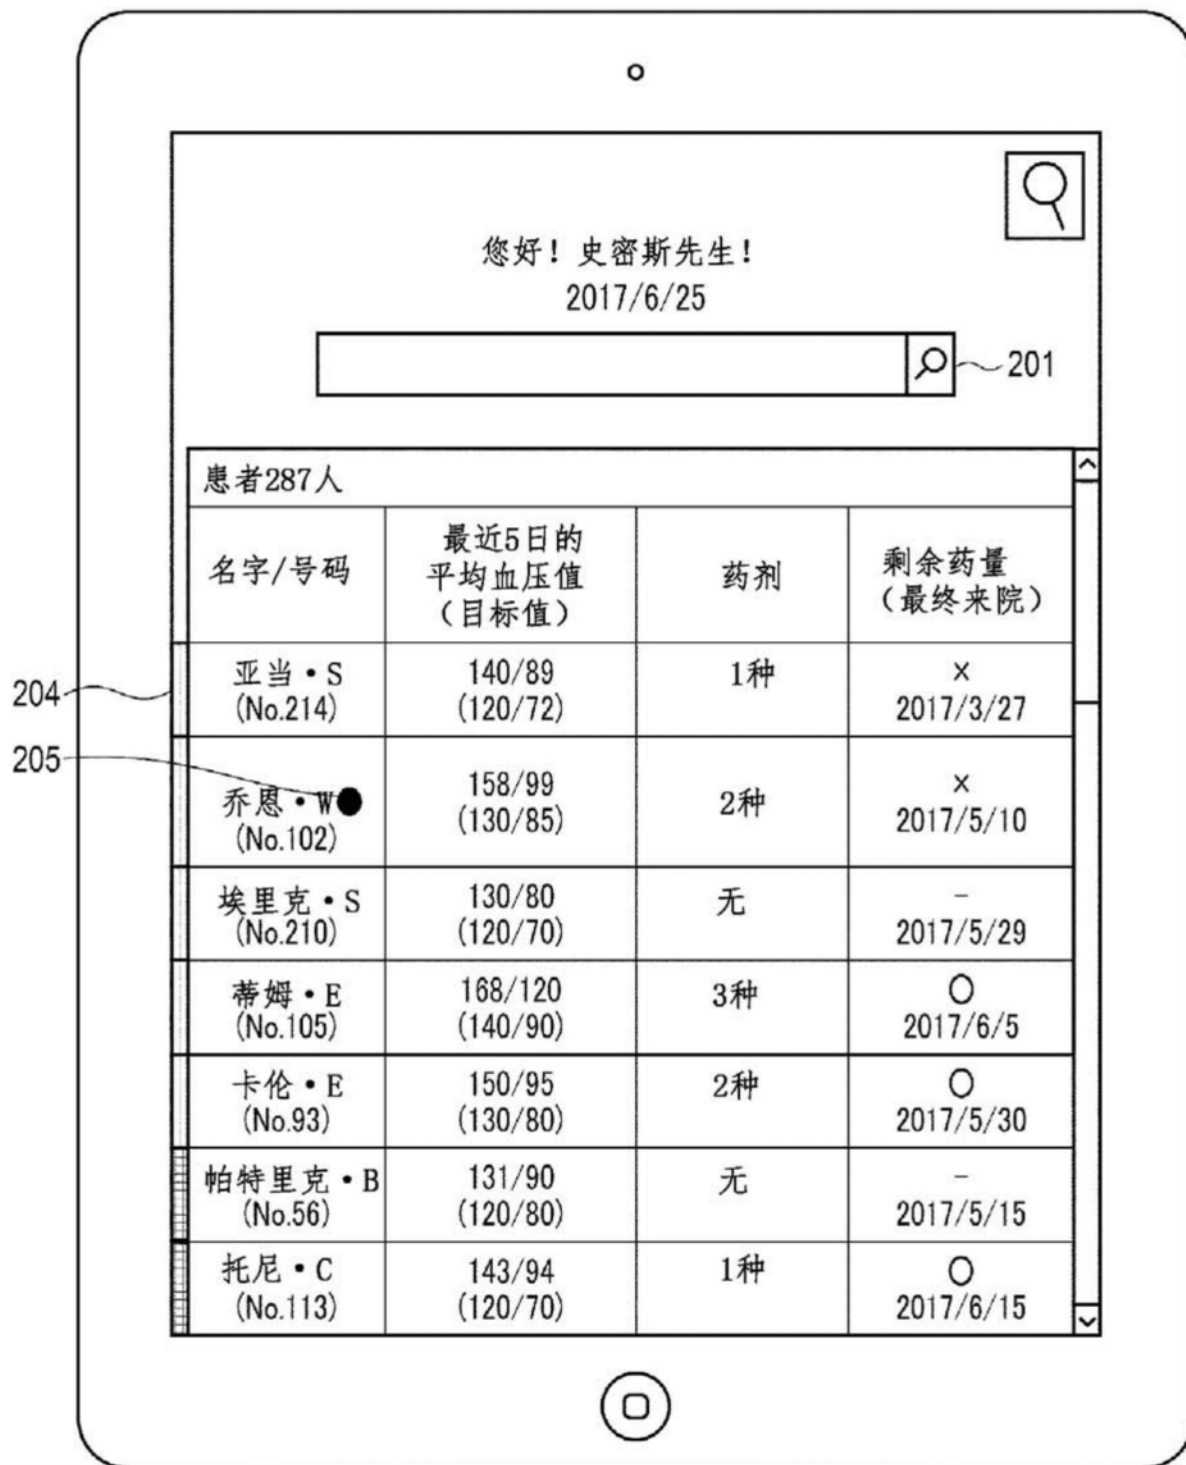 您好！史密斯先生！
2017/6/25
201
患者287人
名字/号码
最近5日的
平均血压值
（目标值）
药剂
剩余药量
（最终来院）
204
亚当·S
(No.214)
140/89
(120/72)
1种
×
2017/3/27
205
乔恩·W
(No.102)
158/99
(130/85)
2种
×
2017/5/10
埃里克·S
(No.210)
130/80
(120/70)
无
－
2017/5/29
蒂姆·E
(No.105)
168/120
(140/90)
3种
○
2017/6/5
卡伦·E
(No.93)
150/95
(130/80)
2种
○
2017/5/30
帕特里克·B
(No.56)
131/90
(120/80)
无
－
2017/5/15
托尼·C
(No.113)
143/94
(120/70)
1种
○
2017/6/15